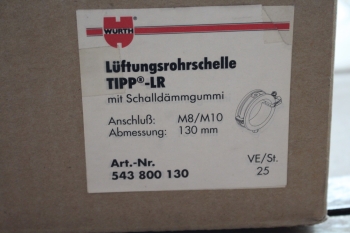 WÜRTH
Lüftungsrohrschelle
TIPP®-LR
mit Schalldämmgummi
Anschluß: M8/M10
Abmessung: 130 mm
Art.-Nr. VE/St.
543 800 130 25